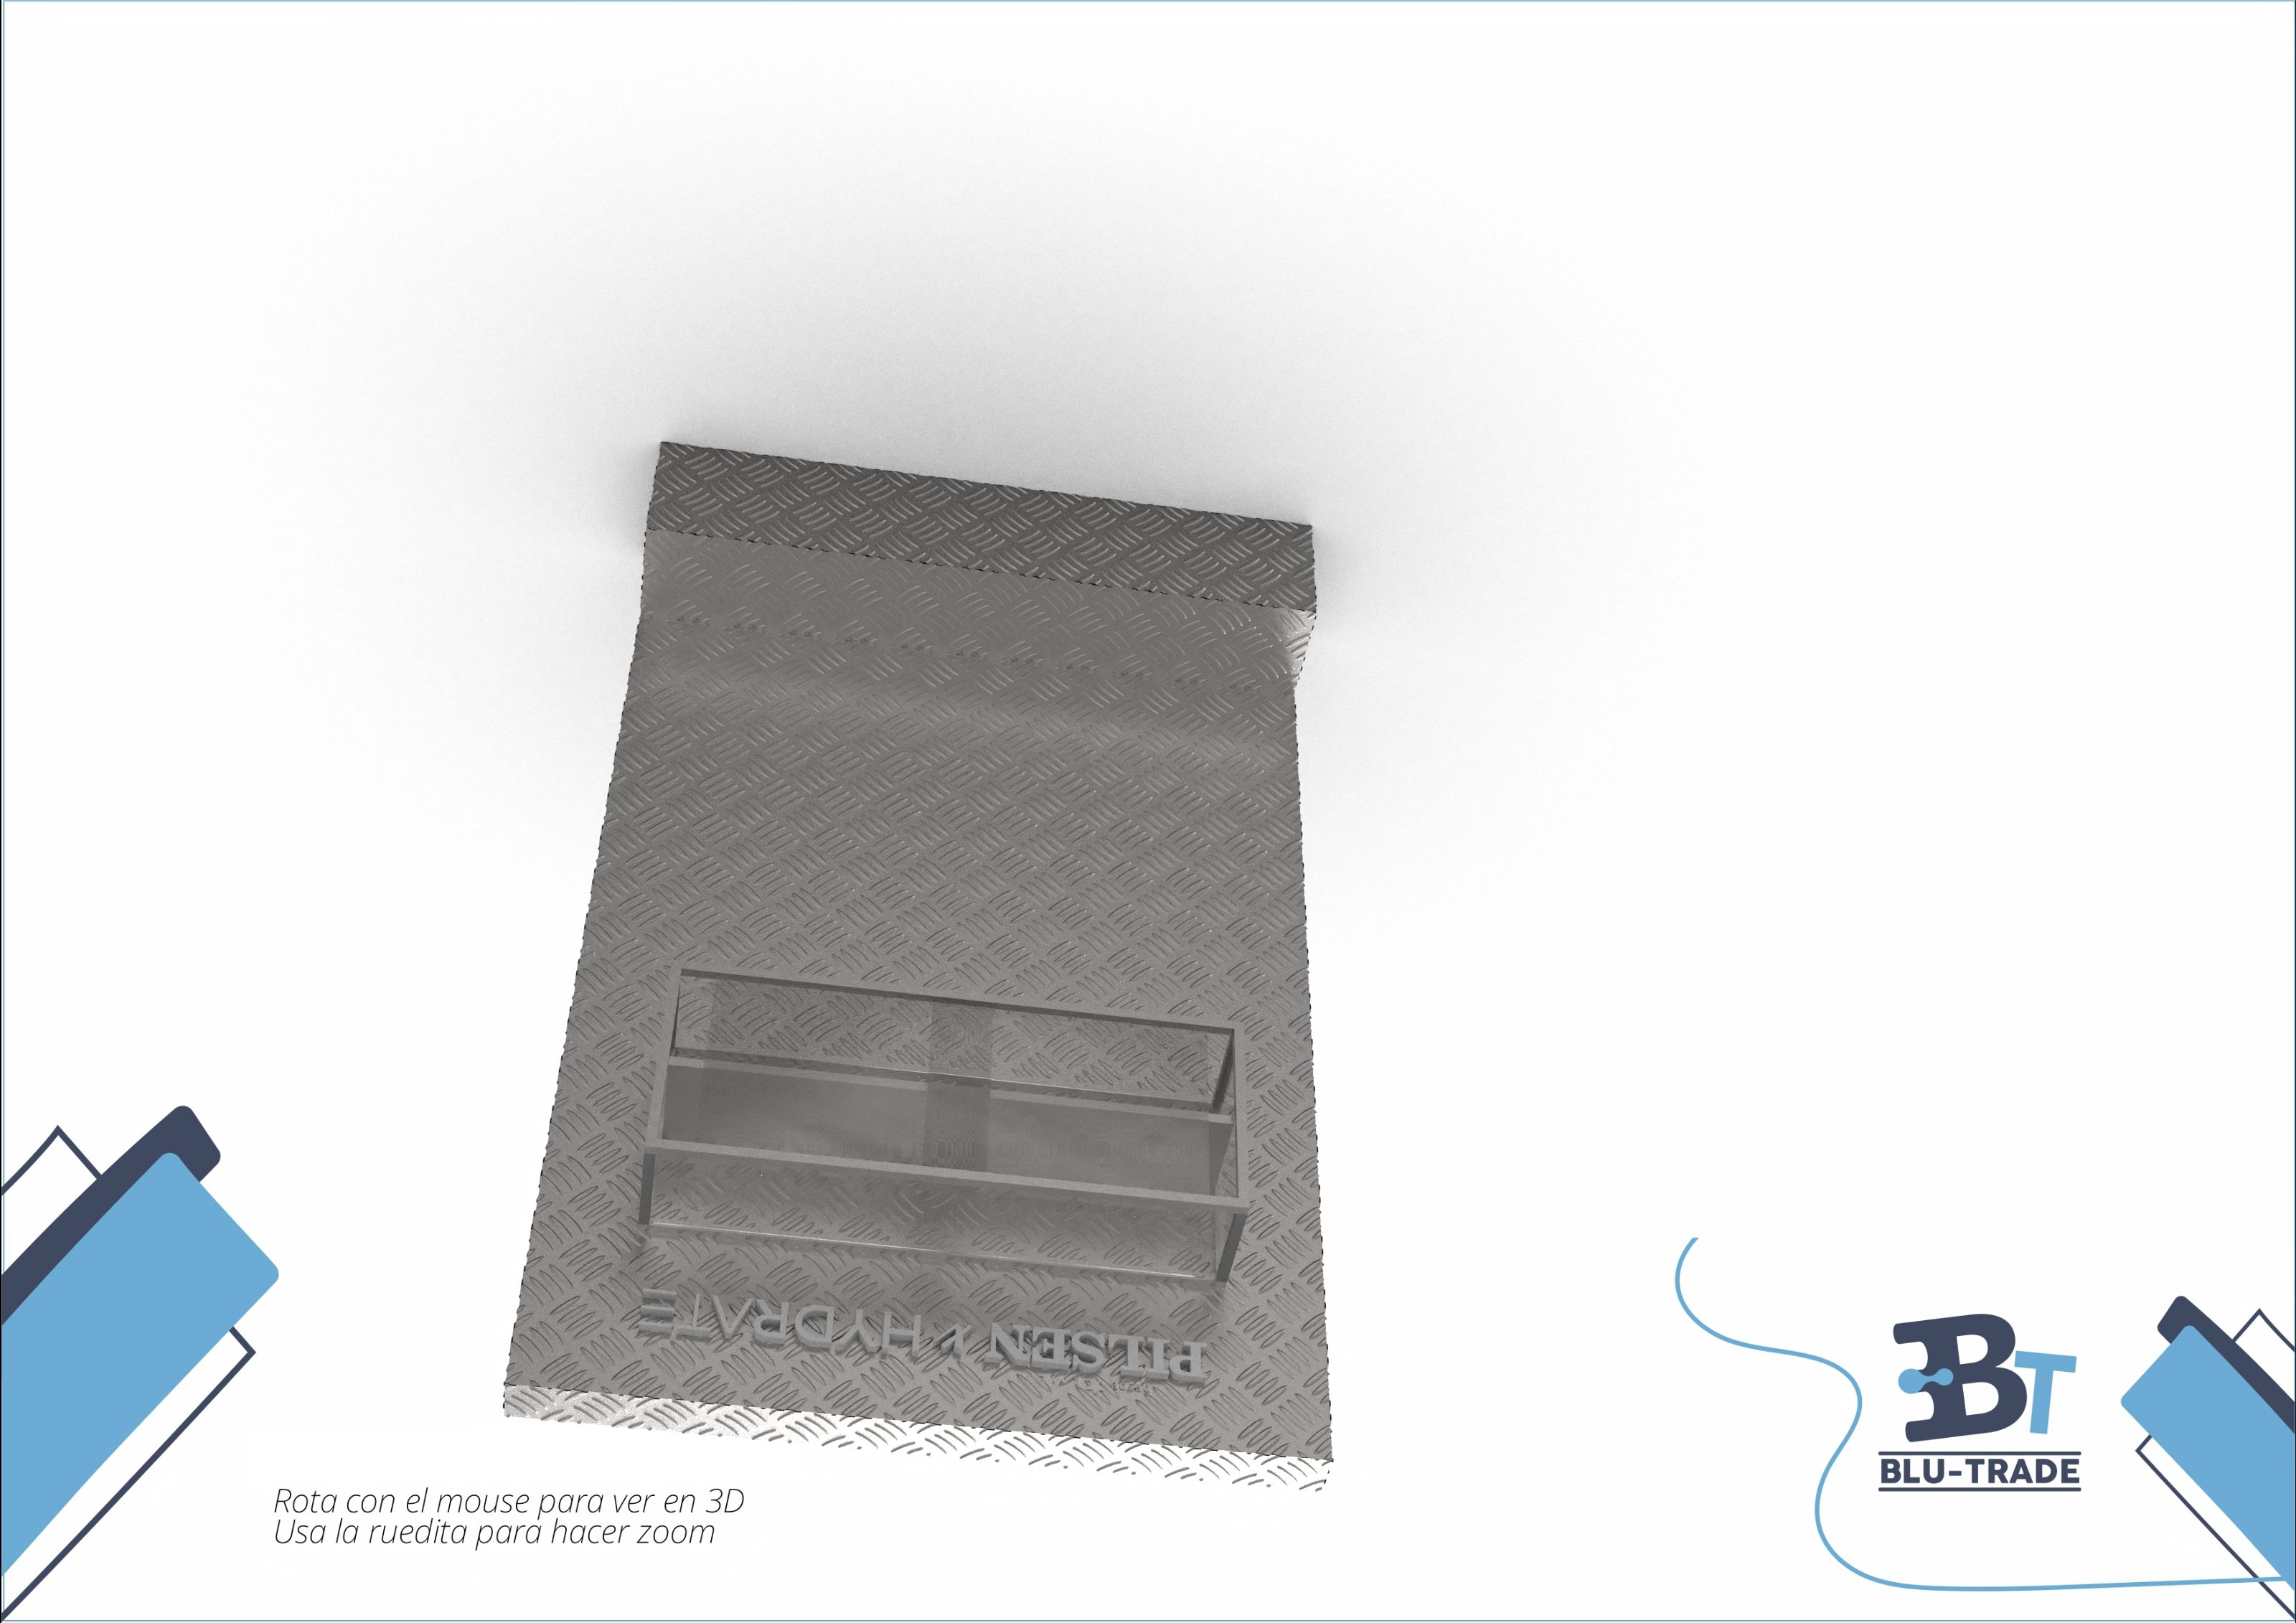 PILSEN y HYDRATE
Rota con el mouse para ver en 3D
Usa la ruedita para hacer zoom
BT
BLU-TRADE